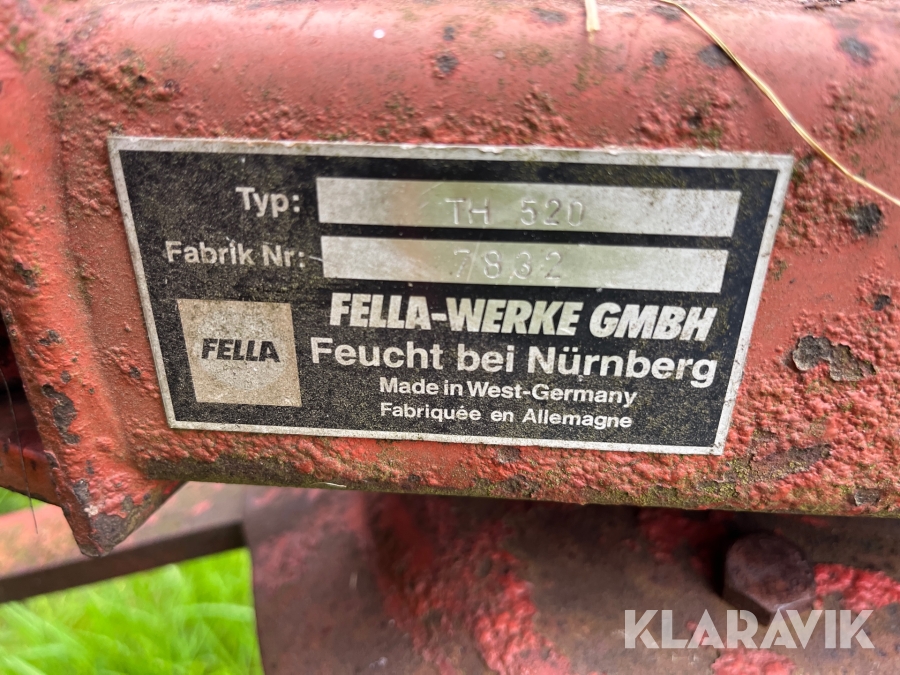 Typ: TH 520
Fabrik Nr: 7832
FELLA-WERKE GMBH
FELLA
Feucht bei Nürnberg
Made in West-Germany
Fabriquée en Allemagne
KLARAVIK